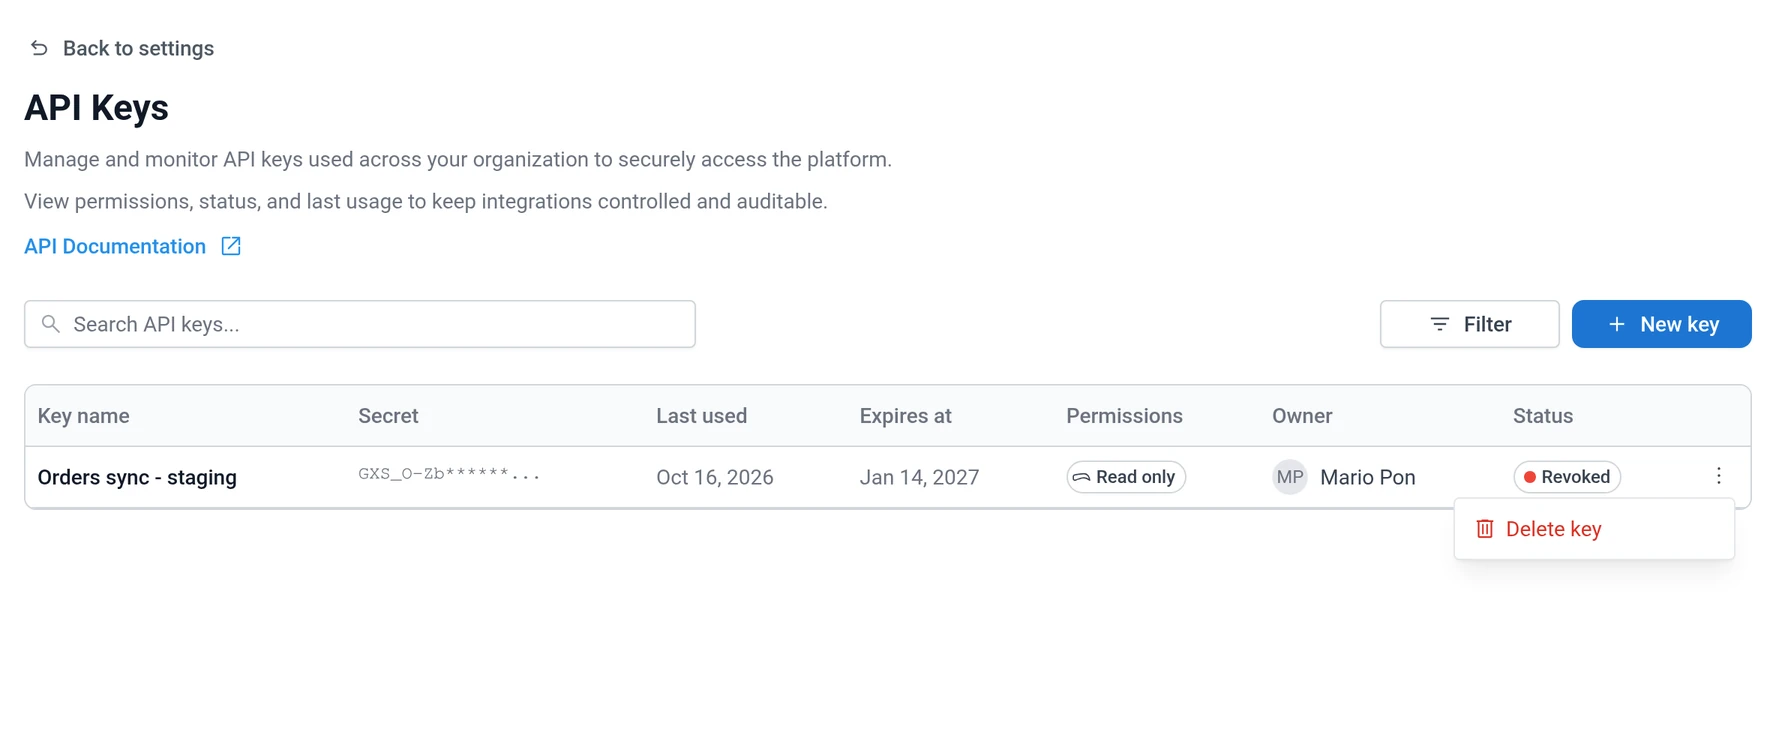 Back to settings
API Keys
Manage and monitor API keys used across your organization to securely access the platform.
View permissions, status, and last usage to keep integrations controlled and auditable.
API Documentation
Search API keys...
Filter
New key
Key name Secret Last used Expires at Permissions Owner Status
Orders sync - staging GXS_O-Zb******... Oct 16, 2026 Jan 14, 2027 Read only MP Mario Pon Revoked
Delete key